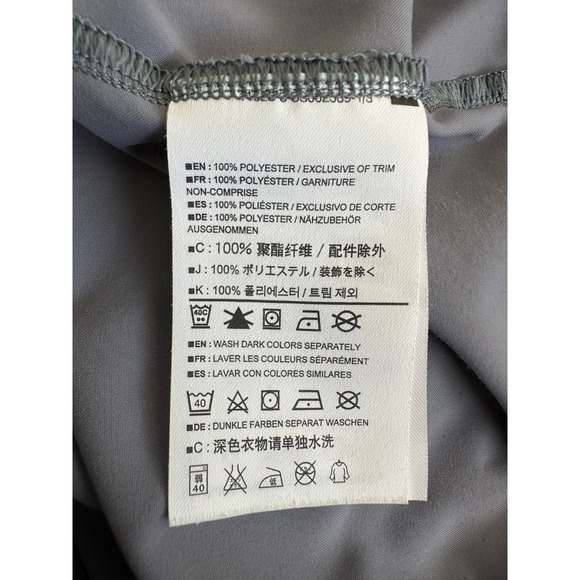 ■EN : 100% POLYESTER / EXCLUSIVE OF TRIM
■FR : 100% POLYÉSTER / GARNITURE
NON-COMPRISE
■ES : 100% POLIÉSTER / EXCLUSIVO DE CORTE
■DE : 100% POLYESTER / NÄHZUBEHÖR
AUSGENOMMEN
■C : 100% 聚酯纤维 / 配件除外
■J : 100% ポリエステル / 装飾を除く
■K : 100% 폴리에스터 / 트림 제외
40C
■EN : WASH DARK COLORS SEPARATELY
■FR : LAVER LES COULEURS SÉPARÉMENT
■ES : LAVAR CON COLORES SIMILARES
40
■DE : DUNKLE FARBEN SEPARAT WASCHEN
■C : 深色衣物请单独水洗
弱 低
40